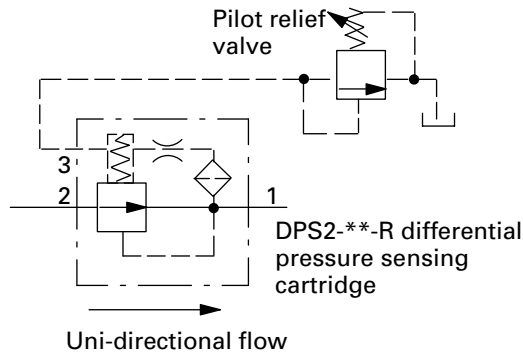 Pilot relief
valve
3
2
1
DPS2-**-R differential
pressure sensing
cartridge
Uni-directional flow